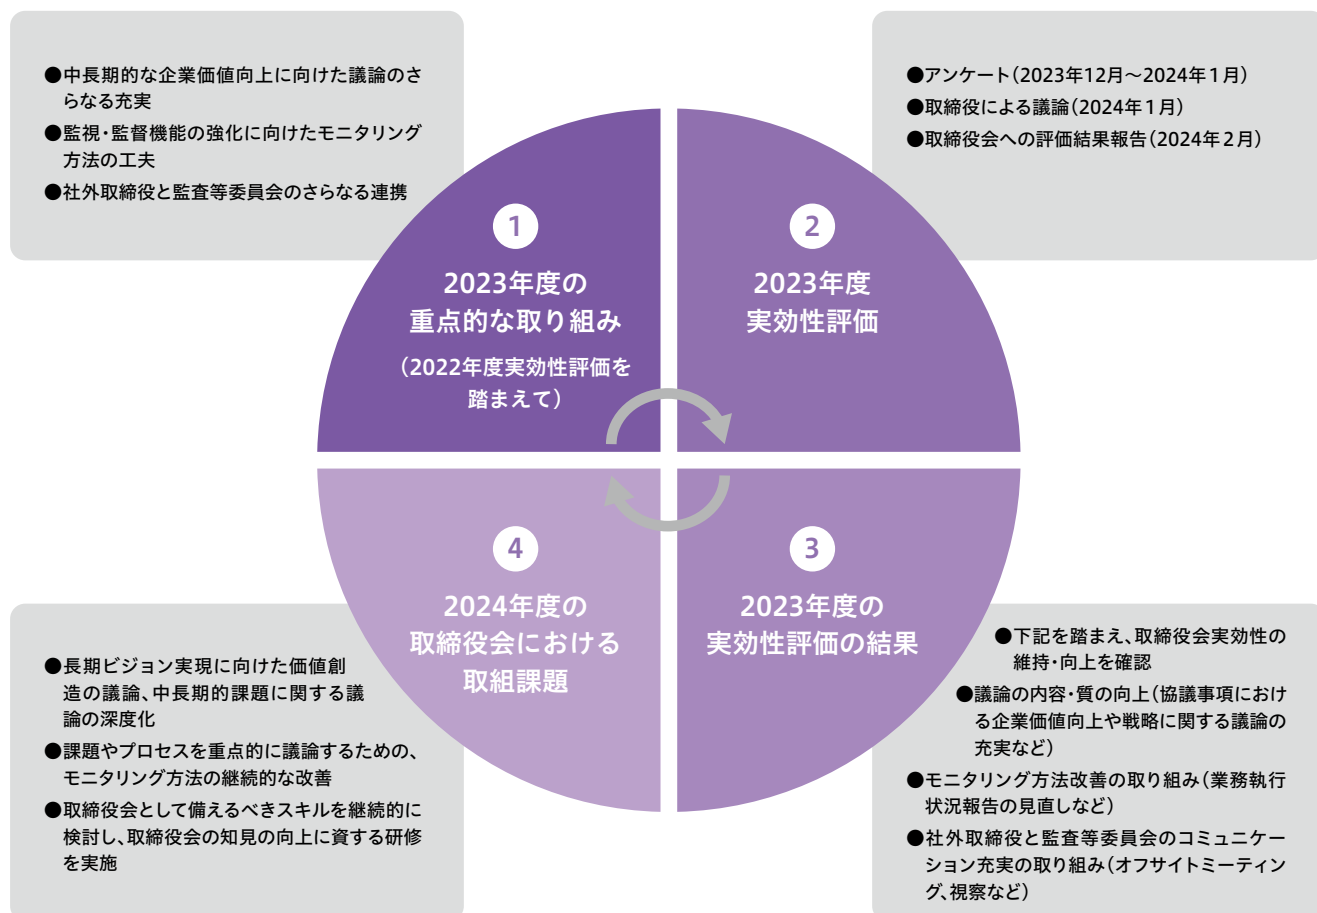 ●中長期的な企業価値向上に向けた議論のさ
らなる充実
●監視・監督機能の強化に向けたモニタリング
方法の工夫
●社外取締役と監査等委員会のさらなる連携
1
2023年度の
重点的な取り組み
(2022年度実効性評価を
踏まえて)
●アンケート(2023年12月~2024年1月)
●取締役による議論(2024年1月)
●取締役会への評価結果報告(2024年2月)
2
2023年度
実効性評価
3
2023年度の
実効性評価の結果
●下記を踏まえ、取締役会実効性の
維持・向上を確認
●議論の内容・質の向上(協議事項におけ
る企業価値向上や戦略に関する議論の
充実など)
●モニタリング方法改善の取り組み(業務執行
状況報告の見直しなど)
●社外取締役と監査等委員会のコミュニケー
ション充実の取り組み(オフサイトミーティン
グ、視察など)
4
2024年度の
取締役会における
取組課題
●長期ビジョン実現に向けた価値創
造の議論、中長期的課題に関する議
論の深度化
●課題やプロセスを重点的に議論するための、
モニタリング方法の継続的な改善
●取締役会として備えるべきスキルを継続的に
検討し、取締役会の知見の向上に資する研修
を実施